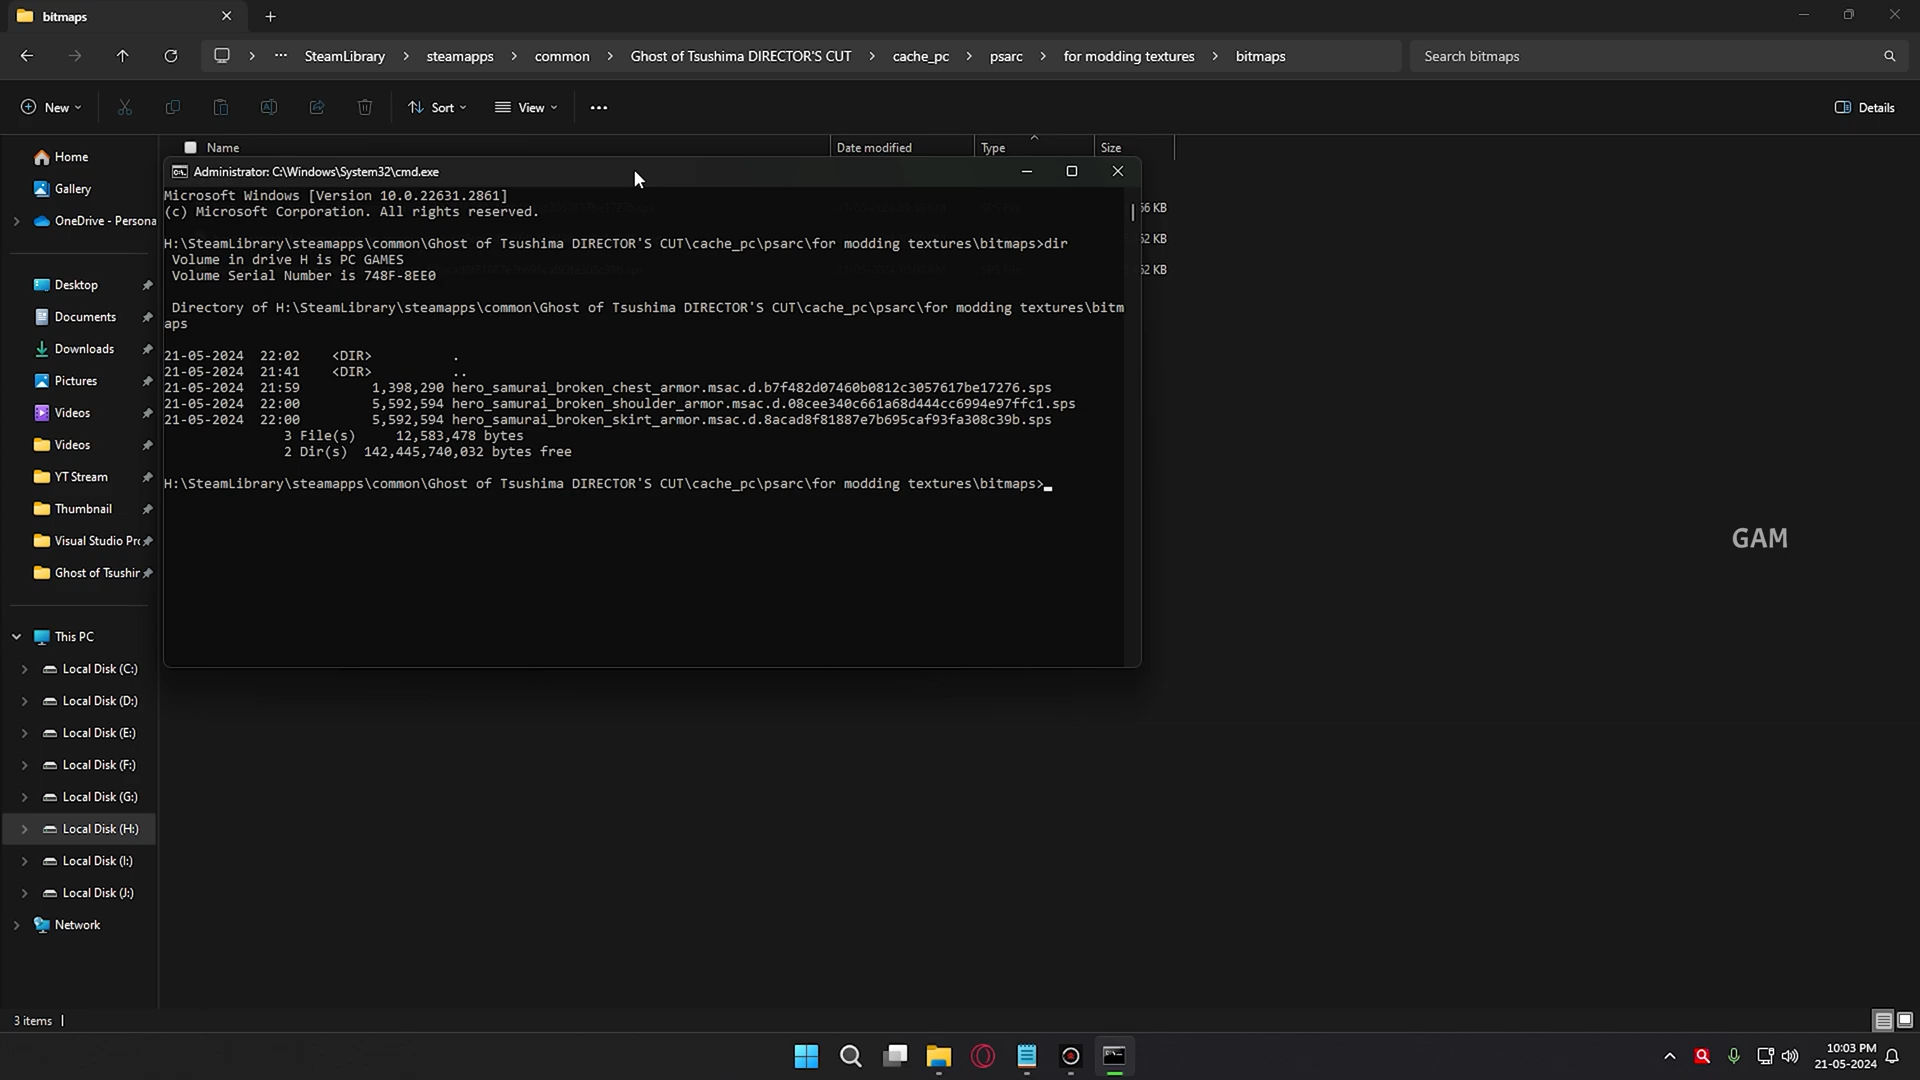 bitmaps
SteamLibrary
steamapps
common
Ghost of Tsushima DIRECTOR'S CUT
cache_pc
psarc
for modding textures
bitmaps
Search bitmaps
New
Sort
View
Details
Name
Date modified
Type
Size
Home
Gallery
OneDrive - Persona
Desktop
Documents
Downloads
Pictures
Videos
Videos
YT Stream
Thumbnail
Visual Studio Pro
Ghost of Tsushim
This PC
Local Disk (C:)
Local Disk (D:)
Local Disk (E:)
Local Disk (F:)
Local Disk (G:)
Local Disk (H:)
Local Disk (I:)
Local Disk (J:)
Network
Administrator: C:\Windows\System32\cmd.exe
Microsoft Windows [Version 10.0.22631.2861]
(c) Microsoft Corporation. All rights reserved.
H:\SteamLibrary\steamapps\common\Ghost of Tsushima DIRECTOR'S CUT\cache_pc\psarc\for modding textures\bitmaps>dir
Volume in drive H is PC GAMES
Volume Serial Number is 748F-8EE0
Directory of H:\SteamLibrary\steamapps\common\Ghost of Tsushima DIRECTOR'S CUT\cache_pc\psarc\for modding textures\bitm
aps
21-05-2024  22:02    <DIR>          .
21-05-2024  21:41    <DIR>          ..
21-05-2024  21:59         1,398,290 hero_samurai_broken_chest_armor.msac.d.b7f482d07460b0812c3057617be17276.sps
21-05-2024  22:00         5,592,594 hero_samurai_broken_shoulder_armor.msac.d.08cee340c661a68d444cc6994e97ffc1.sps
21-05-2024  22:00         5,592,594 hero_samurai_broken_skirt_armor.msac.d.8acad8f81887e7b695caf93fa308c39b.sps
3 File(s)     12,583,478 bytes
2 Dir(s)  142,445,740,032 bytes free
H:\SteamLibrary\steamapps\common\Ghost of Tsushima DIRECTOR'S CUT\cache_pc\psarc\for modding textures\bitmaps>
66 KB
62 KB
62 KB
GAM
3 items
10:03 PM
21-05-2024